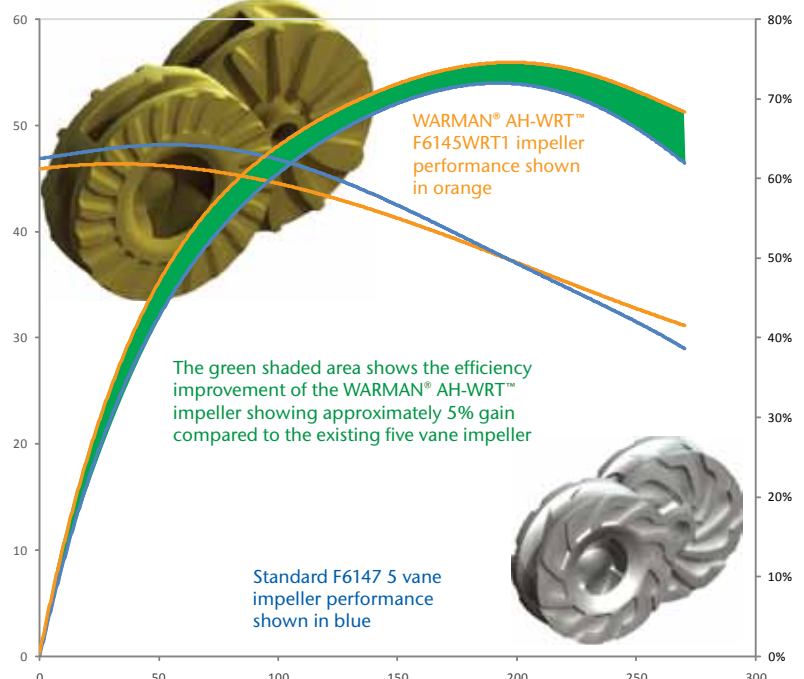 60
80%
WARMAN® AH-WRT™
F6145WRT1 impeller
performance shown
in orange
70%
50
60%
40
50%
30
40%
The green shaded area shows the efficiency
improvement of the WARMAN® AH-WRT™
impeller showing approximately 5% gain
compared to the existing five vane impeller
30%
20
20%
10
10%
Standard F6147 5 vane
impeller performance
shown in blue
0
0%
0 50 100 150 200 250 300